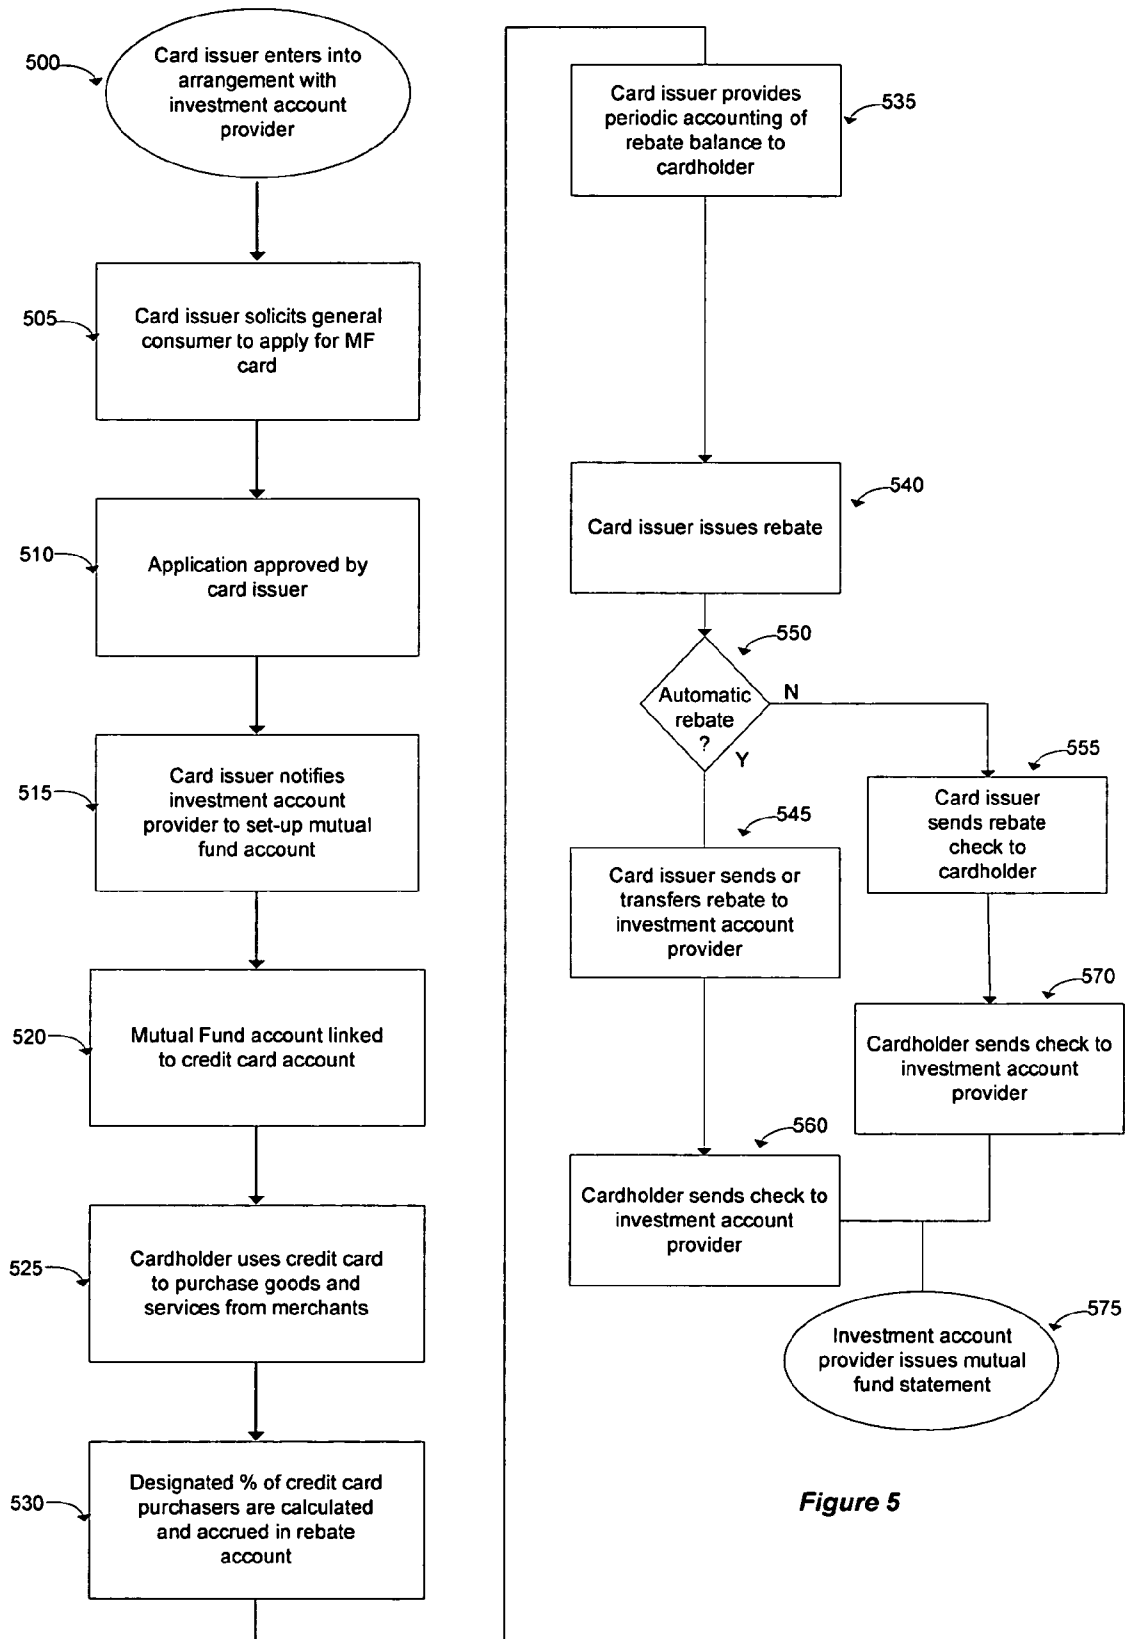 500
Card issuer enters into
arrangement with
investment account
provider
505
Card issuer solicits general
consumer to apply for MF
card
510
Application approved by
card issuer
515
Card issuer notifies
investment account
provider to set-up mutual
fund account
520
Mutual Fund account linked
to credit card account
525
Cardholder uses credit card
to purchase goods and
services from merchants
530
Designated % of credit card
purchasers are calculated
and accrued in rebate
account
535
Card issuer provides
periodic accounting of
rebate balance to
cardholder
540
Card issuer issues rebate
550
Automatic
rebate
?
N
Y
545
Card issuer sends or
transfers rebate to
investment account
provider
555
Card issuer
sends rebate
check to
cardholder
570
Cardholder sends check to
investment account
provider
560
Cardholder sends check to
investment account
provider
575
Investment account
provider issues mutual
fund statement
Figure 5